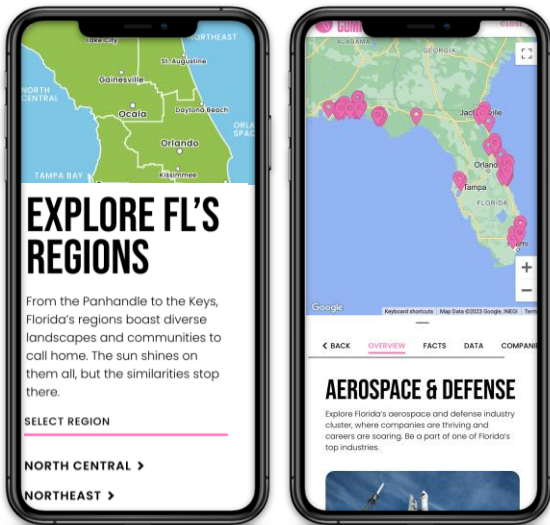 Lake City
NORTHEAST
St. Augustine
Gainesville
NORTH
CENTRAL
Ocala
Daytona Beach
Orlando
Kissimmee
TAMPA BAY
EXPLORE FL'S
REGIONS
From the Panhandle to the Keys,
Florida's regions boast diverse
landscapes and communities to
call home. The sun shines on
them all, but the similarities stop
there.
SELECT REGION
NORTH CENTRAL >
NORTHEAST >
CLOSE
ALABAMA
GEORGIA
Orlando
Tampa
FLORIDA
Google
Keyboard shortcuts
Map Data ©2023 Google, INEGI
< BACK
OVERVIEW
FACTS
DATA
AEROSPACE & DEFENSE
Explore Florida's aerospace and defense industry
cluster, where companies are thriving and
careers are soaring. Be a part of one of Florida's
top industries.